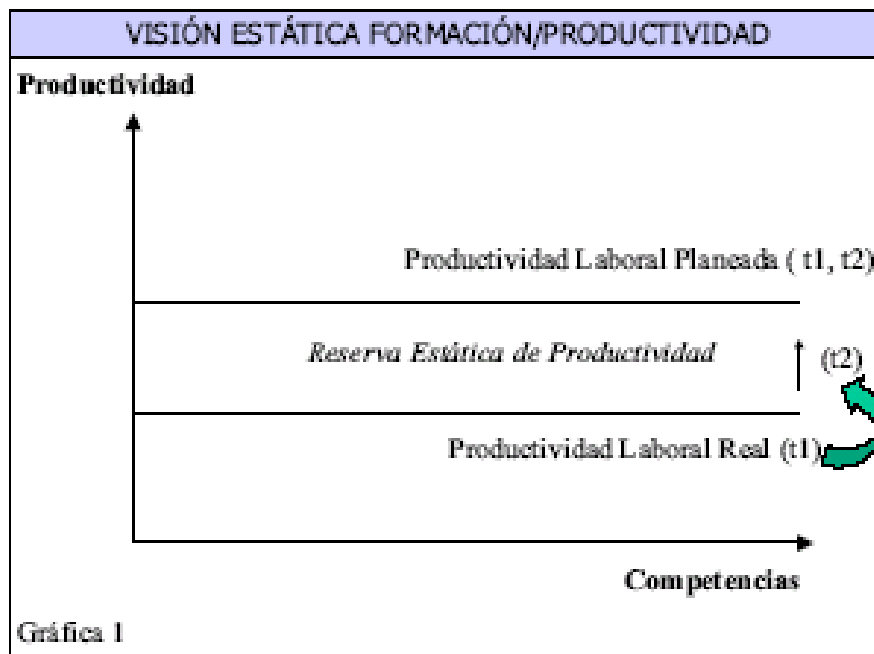 VISIÓN ESTÁTICA FORMACIÓN/PRODUCTIVIDAD
Productividad
Productividad Laboral Planeada ( t1, t2)
Reserva Estática de Productividad
(t2)
Productividad Laboral Real (t1)
Competencias
Gráfica 1